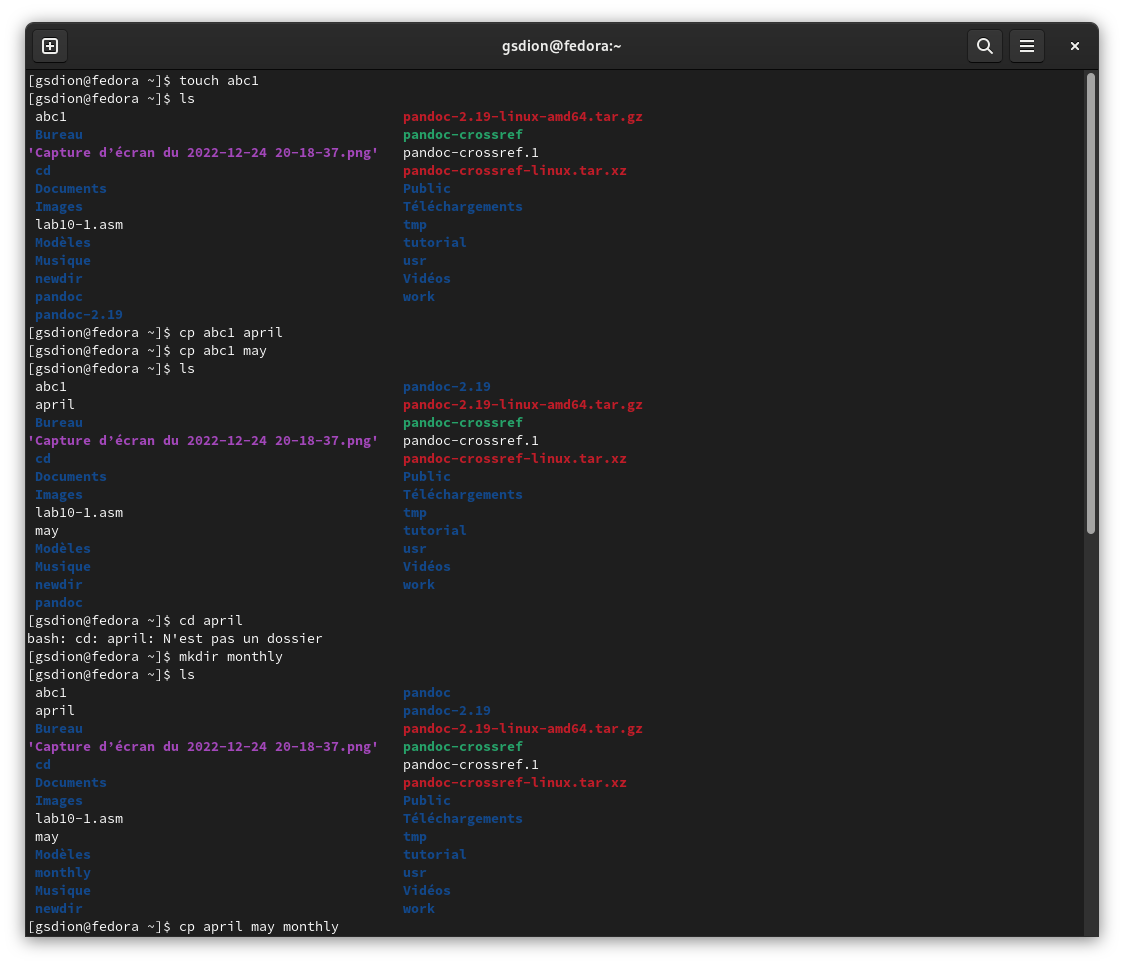 gsdion@fedora:~
[gsdion@fedora ~]$ touch abc1
[gsdion@fedora ~]$ ls
abc1 pandoc-2.19-linux-amd64.tar.gz
Bureau pandoc-crossref
'Capture d’écran du 2022-12-24 20-18-37.png' pandoc-crossref.1
cd pandoc-crossref-linux.tar.xz
Documents Public
Images Téléchargements
lab10-1.asm tmp
Modèles tutorial
Musique usr
newdir Vidéos
pandoc work
pandoc-2.19
[gsdion@fedora ~]$ cp abc1 april
[gsdion@fedora ~]$ cp abc1 may
[gsdion@fedora ~]$ ls
abc1 pandoc-2.19
april pandoc-2.19-linux-amd64.tar.gz
Bureau pandoc-crossref
'Capture d’écran du 2022-12-24 20-18-37.png' pandoc-crossref.1
cd pandoc-crossref-linux.tar.xz
Documents Public
Images Téléchargements
lab10-1.asm tmp
may tutorial
Modèles usr
Musique Vidéos
newdir work
pandoc
[gsdion@fedora ~]$ cd april
bash: cd: april: N'est pas un dossier
[gsdion@fedora ~]$ mkdir monthly
[gsdion@fedora ~]$ ls
abc1 pandoc
april pandoc-2.19
Bureau pandoc-2.19-linux-amd64.tar.gz
'Capture d’écran du 2022-12-24 20-18-37.png' pandoc-crossref
cd pandoc-crossref.1
Documents pandoc-crossref-linux.tar.xz
Images Public
lab10-1.asm Téléchargements
may tmp
Modèles tutorial
monthly usr
Musique Vidéos
newdir work
[gsdion@fedora ~]$ cp april may monthly